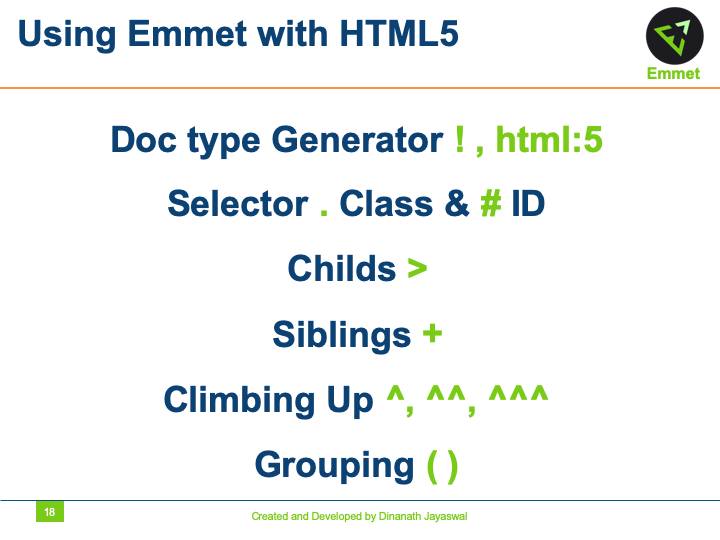 Using Emmet with HTML5
Emmet
Doc type Generator ! , html:5
Selector . Class & # ID
Childs >
Siblings +
Climbing Up ^, ^^, ^^^
Grouping ( )
18
Created and Developed by Dinanath Jayaswal